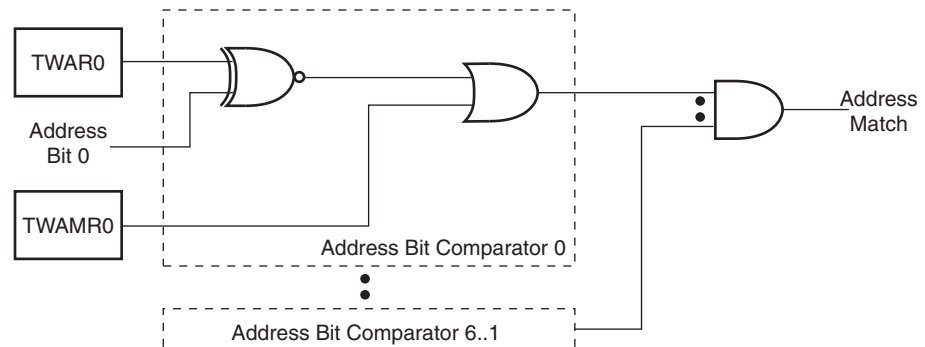 TWAR0
Address
Bit 0
TWAMR0
Address Bit Comparator 0
Address
Match
Address Bit Comparator 6..1